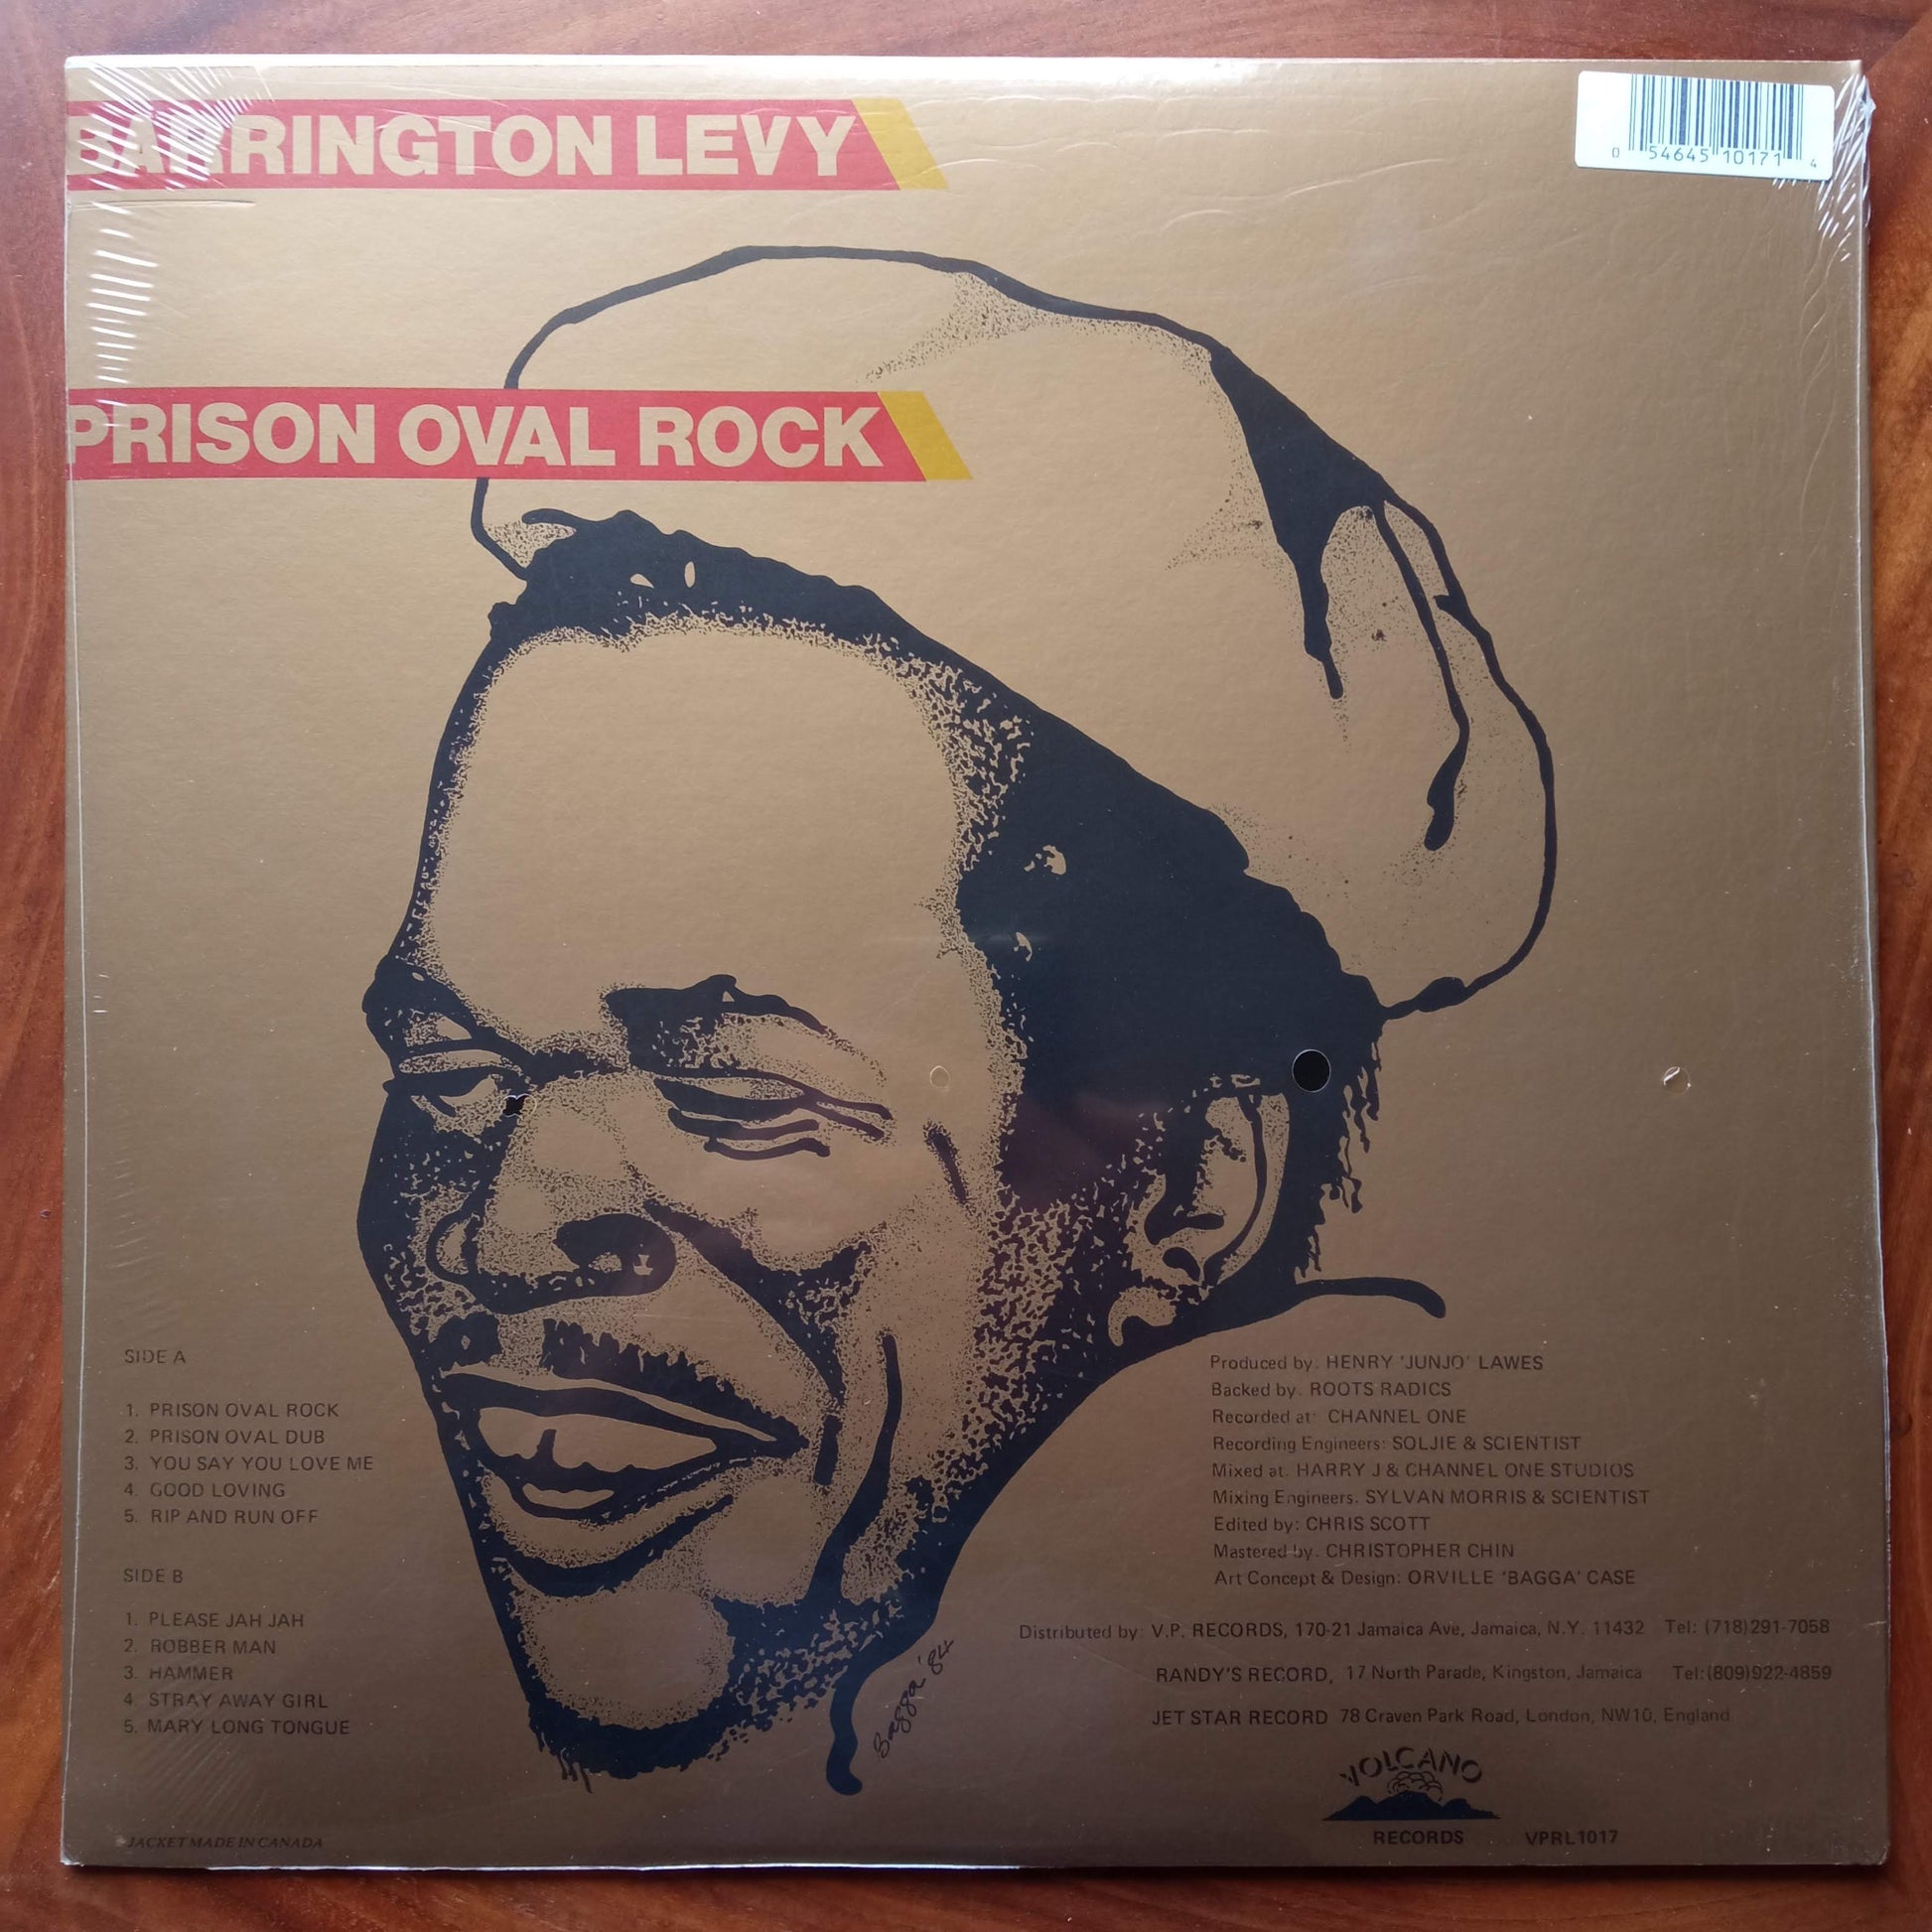 BARRINGTON LEVY
0 54645 10171 4
PRISON OVAL ROCK
SIDE A
1. PRISON OVAL ROCK
2. PRISON OVAL DUB
3. YOU SAY YOU LOVE ME
4. GOOD LOVING
5. RIP AND RUN OFF
SIDE B
1. PLEASE JAH JAH
2. ROBBER MAN
3. HAMMER
4. STRAY AWAY GIRL
5. MARY LONG TONGUE
Produced by: HENRY 'JUNJO' LAWES
Backed by: ROOTS RADICS
Recorded at: CHANNEL ONE
Recording Engineers: SOLJIE & SCIENTIST
Mixed at: HARRY J & CHANNEL ONE STUDIOS
Mixing Engineers: SYLVAN MORRIS & SCIENTIST
Edited by: CHRIS SCOTT
Mastered by: CHRISTOPHER CHIN
Art Concept & Design: ORVILLE 'BAGGA' CASE
Distributed by: V.P. RECORDS, 170-21 Jamaica Ave, Jamaica, N.Y. 11432 Tel: (718)291-7058
RANDY'S RECORD, 17 North Parade, Kingston, Jamaica Tel:(809)922-4859
JET STAR RECORD 78 Craven Park Road, London, NW10, England
Bagga '84
VOLCANO
RECORDS VPRL1017
JACKET MADE IN CANADA